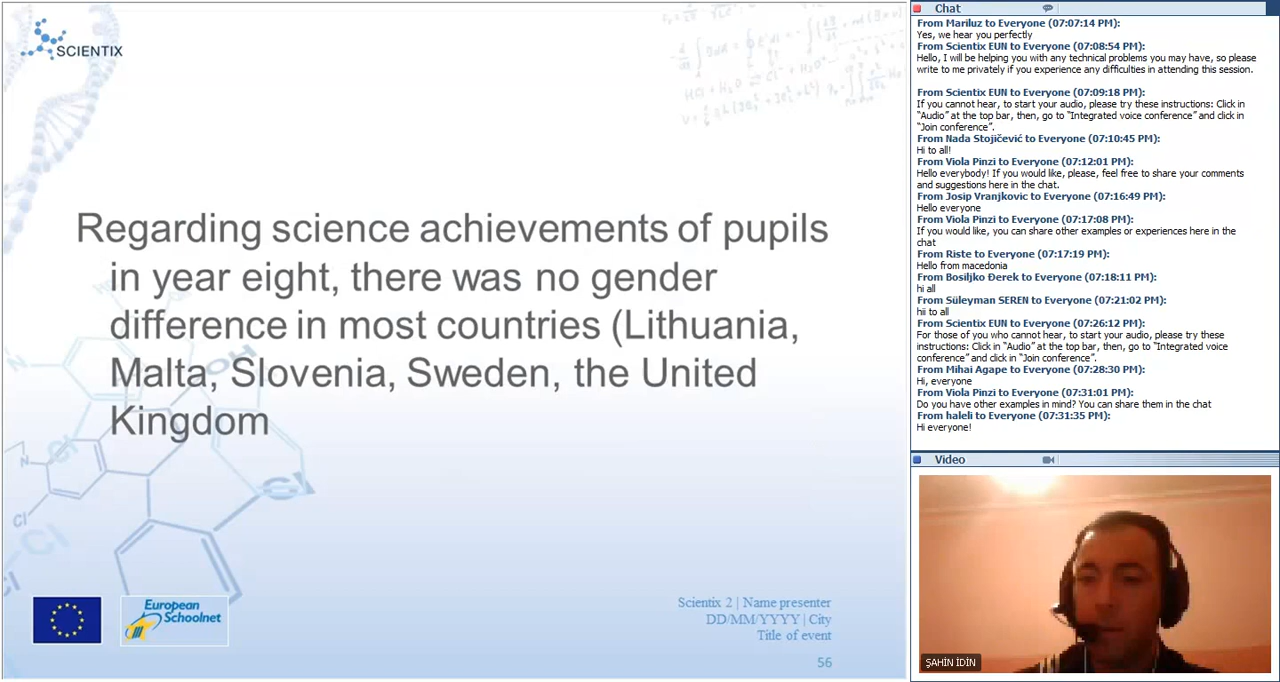 SCIENTIX
Regarding science achievements of pupils
in year eight, there was no gender
difference in most countries (Lithuania,
Malta, Slovenia, Sweden, the United
Kingdom
European
Schoolnet
Scientix 2 | Name presenter
DD/MM/YYYY | City
Title of event
56
Chat
From Mariluz to Everyone (07:07:14 PM):
Yes, we hear you perfectly
From Scientix EUN to Everyone (07:08:54 PM):
Hello, I will be helping you with any technical problems you may have, so please
write to me privately if you experience any difficulties in attending this session.
From Scientix EUN to Everyone (07:09:18 PM):
If you cannot hear, to start your audio, please try these instructions: Click in
"Audio" at the top bar, then, go to "Integrated voice conference" and click in
"Join conference".
From Nada Stojičević to Everyone (07:10:45 PM):
Hi to all!
From Viola Pinzi to Everyone (07:12:01 PM):
Hello everybody! If you would like, please, feel free to share your comments
and suggestions here in the chat.
From Josip Vranjkovic to Everyone (07:16:49 PM):
Hello everyone
From Viola Pinzi to Everyone (07:17:08 PM):
If you would like, you can share other examples or experiences here in the
chat
From Riste to Everyone (07:17:19 PM):
Hello from macedonia
From Bosiljko Đerek to Everyone (07:18:11 PM):
hi all
From Süleyman SEREN to Everyone (07:21:02 PM):
hii to all
From Scientix EUN to Everyone (07:26:12 PM):
For those of you who cannot hear, to start your audio, please try these
instructions: Click in "Audio" at the top bar, then, go to "Integrated voice
conference" and click in "Join conference".
From Mihai Agape to Everyone (07:28:30 PM):
Hi, everyone
From Viola Pinzi to Everyone (07:31:01 PM):
Do you have other examples in mind? You can share them in the chat
From haleli to Everyone (07:31:35 PM):
Hi everyone!
Video
ŞAHİN İDİN